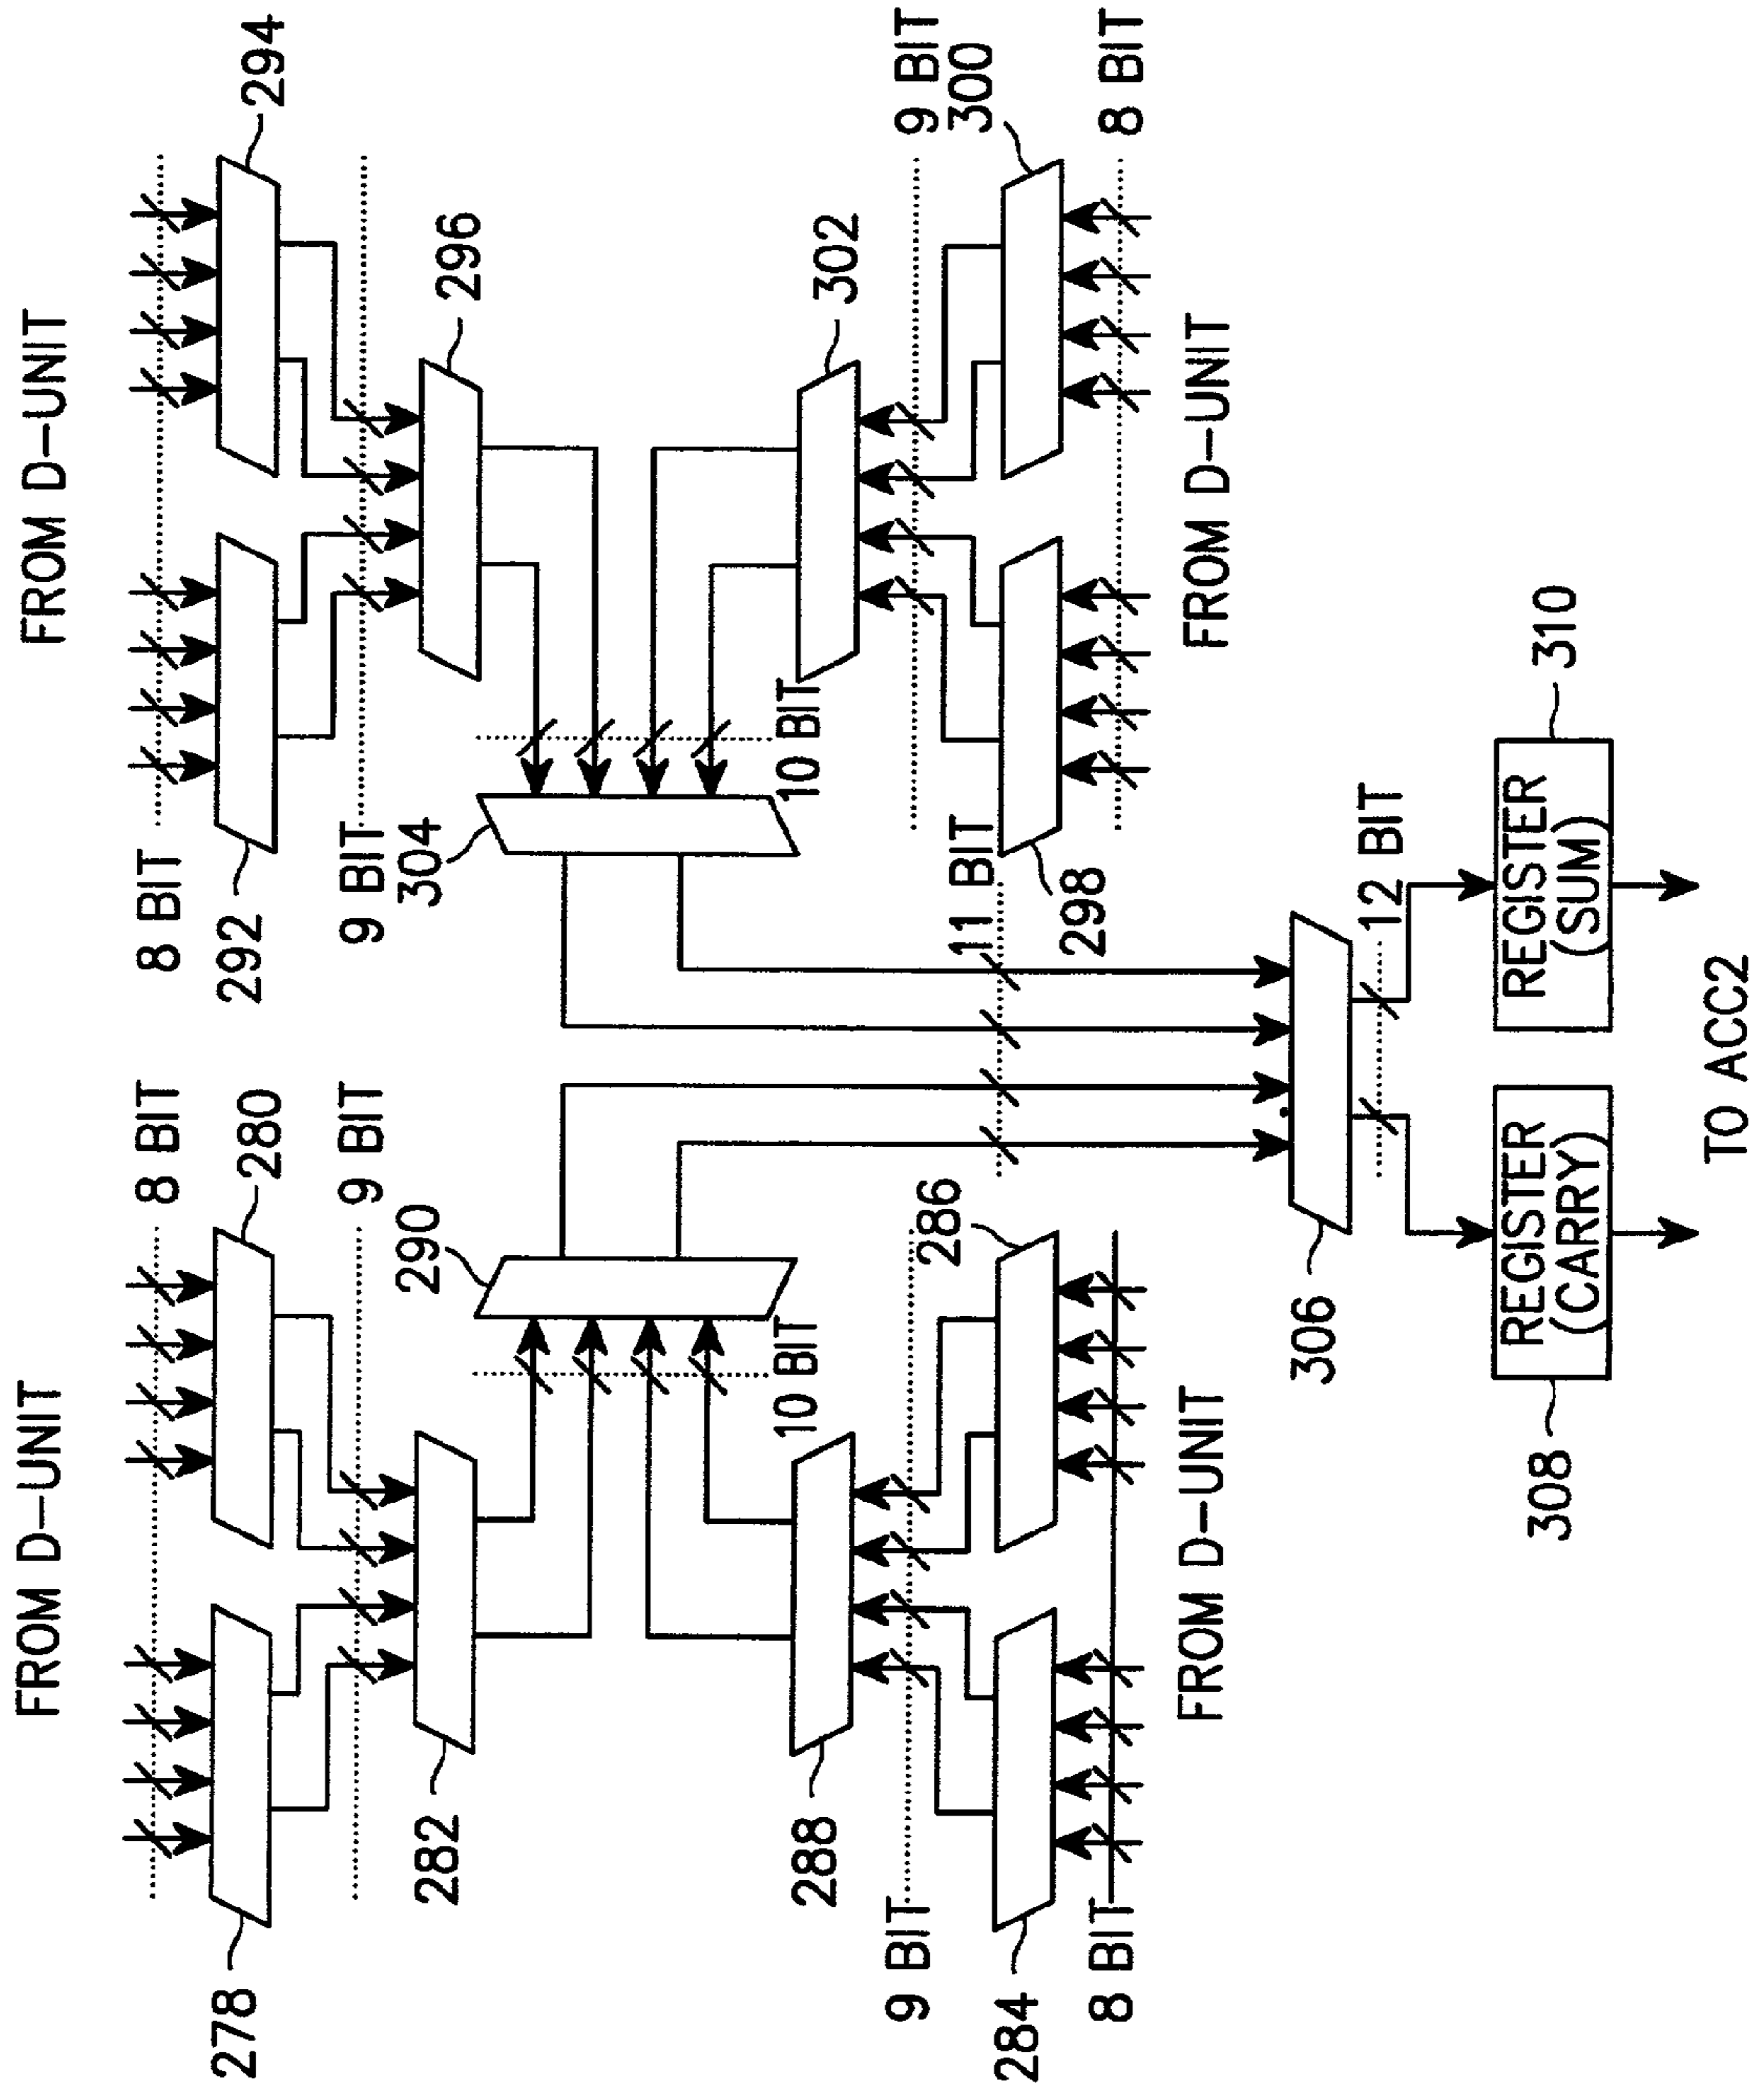 FROM D-UNIT
FROM D-UNIT
8 BIT
8 BIT
278
280
292
294
9 BIT
9 BIT
290
304
282
296
10 BIT
10 BIT
288
302
9 BIT
286
11 BIT
9 BIT
300
284
298
8 BIT
8 BIT
FROM D-UNIT
FROM D-UNIT
306
12 BIT
308
REGISTER
(CARRY)
REGISTER
(SUM)
310
TO ACC2